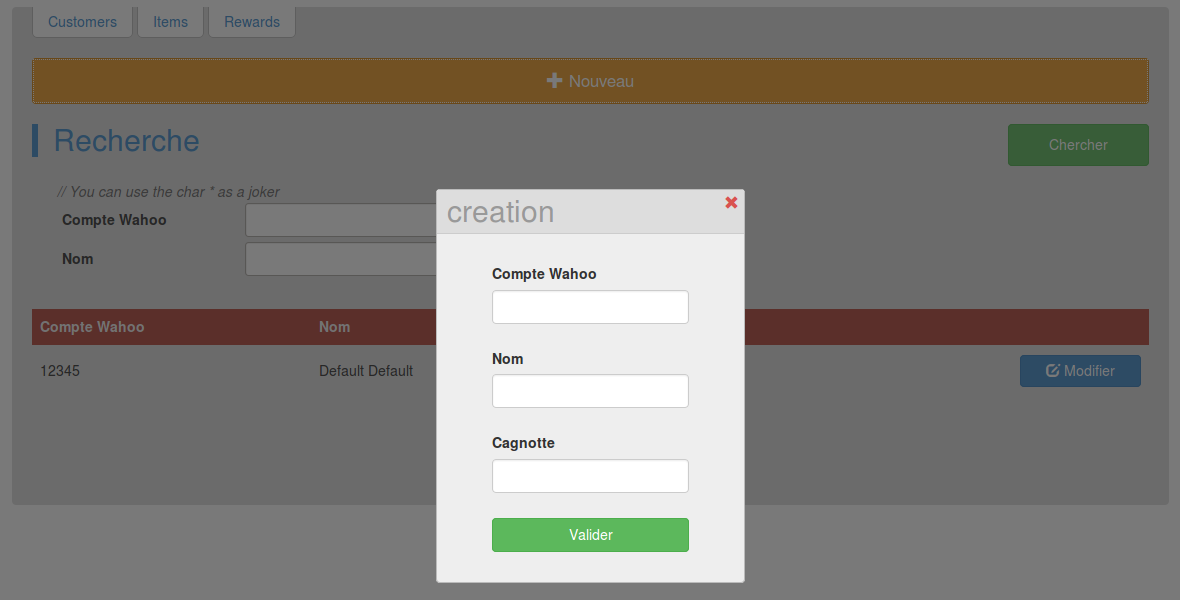 Customers Items Rewards
Nouveau
Recherche
Chercher
// You can use the char * as a joker
Compte Wahoo
Nom
Compte Wahoo Nom
12345 Default Default Modifier
creation
Compte Wahoo
Nom
Cagnotte
Valider